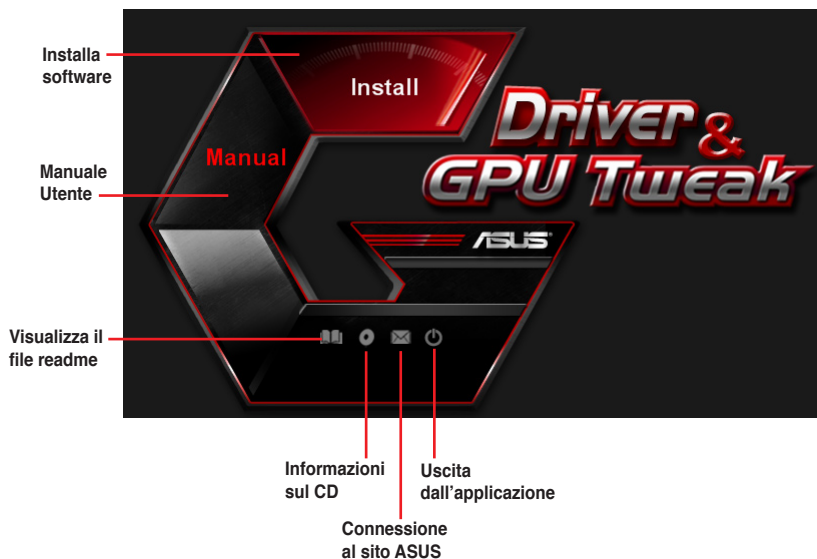 Installa
software
Install
Driver &
GPU Tweak
Manual
Manuale
Utente
ASUS
Visualizza il
file readme
Informazioni
sul CD
Uscita
dall'applicazione
Connessione
al sito ASUS